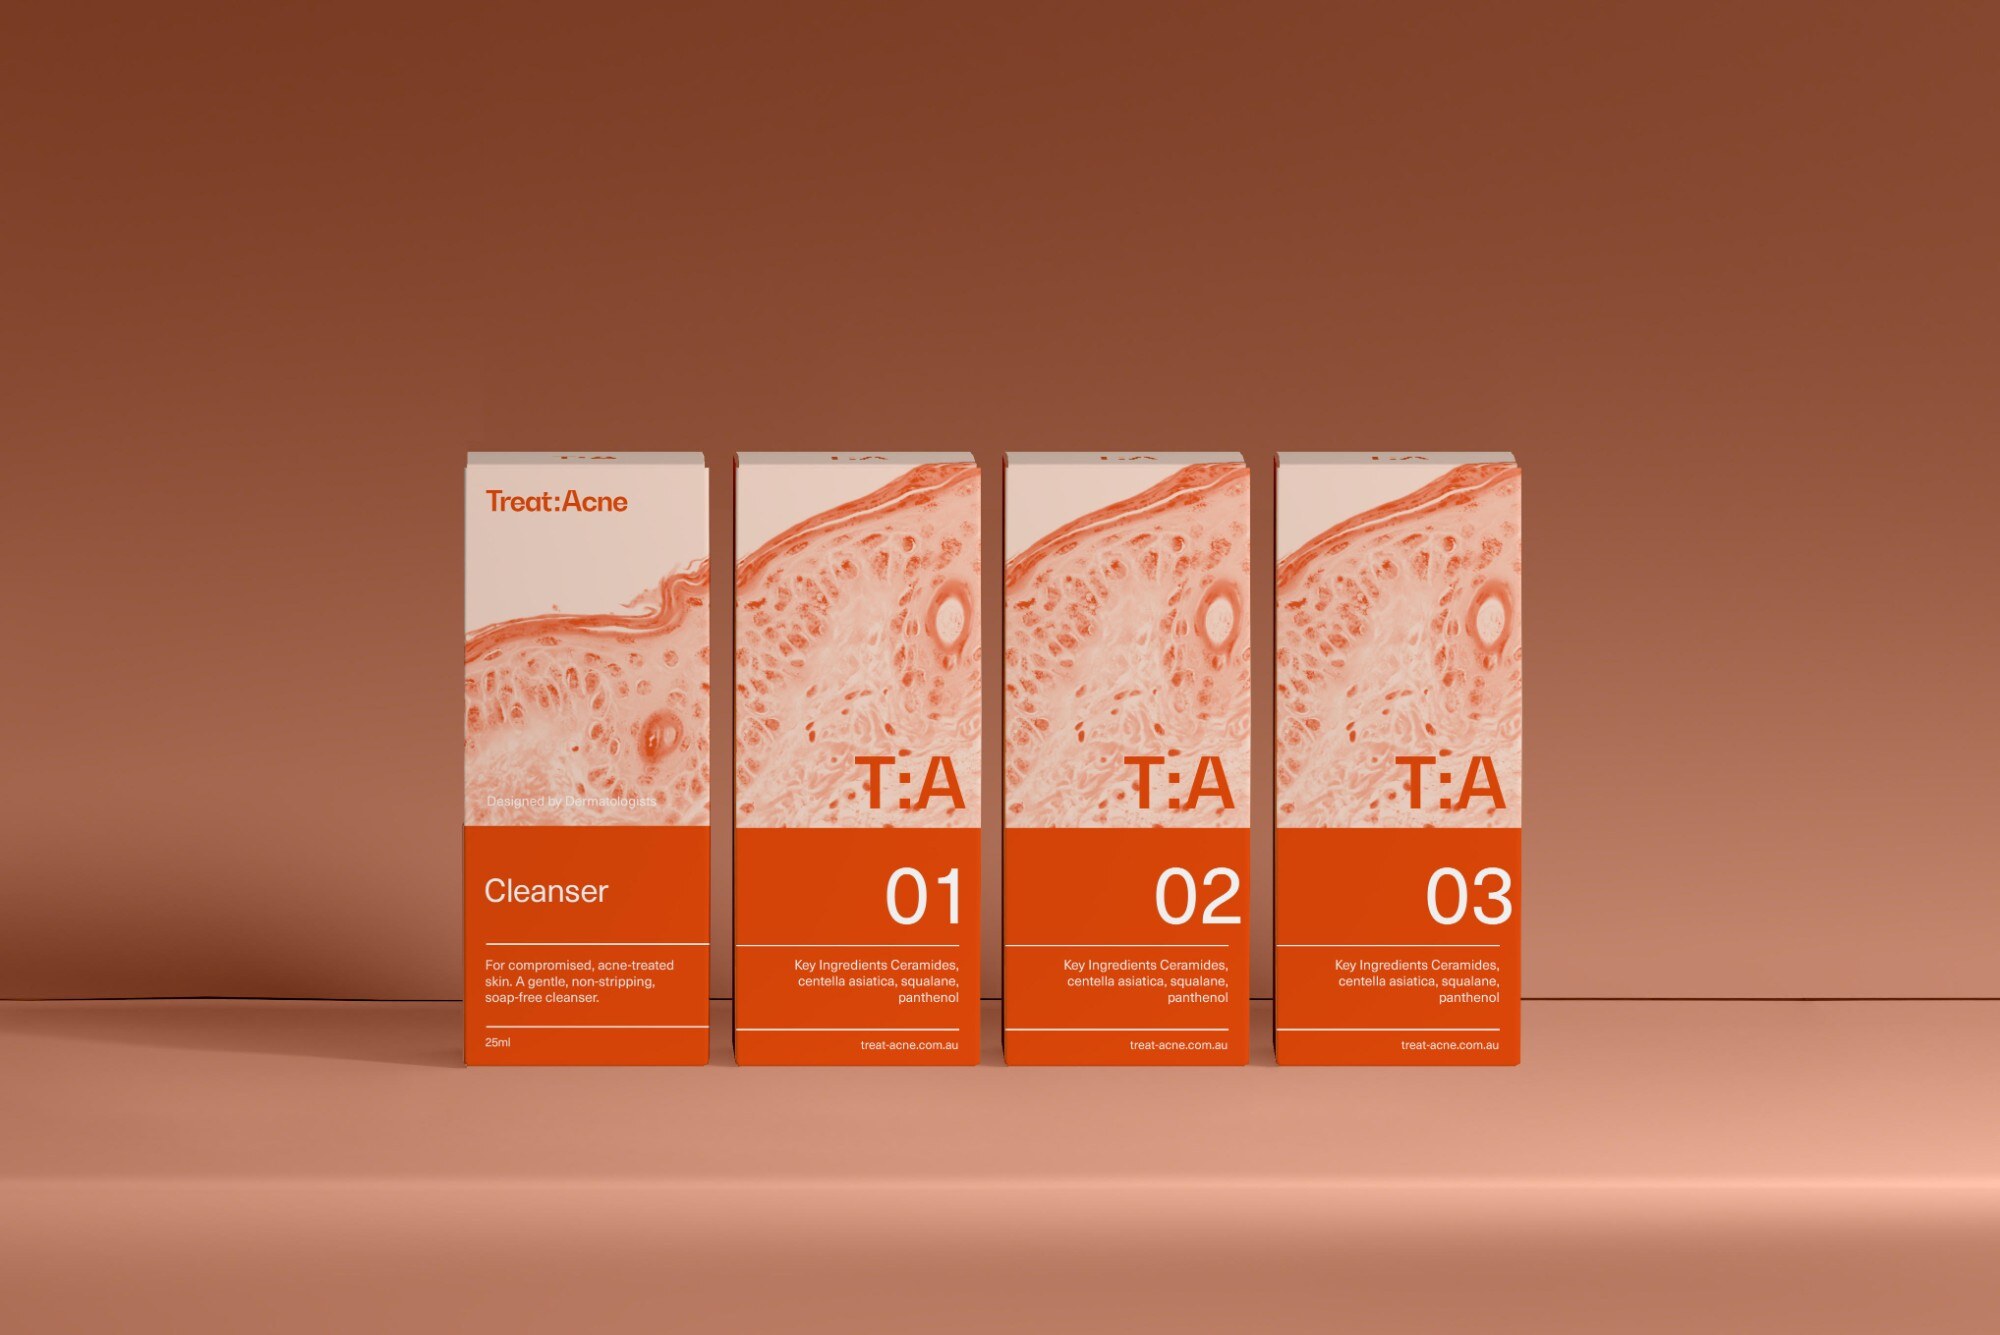 T:A
Treat:Acne
Designed by Dermatologists
Cleanser
For compromised, acne-treated
skin. A gentle, non-stripping,
soap-free cleanser.
25ml
T:A
T:A
01
Key Ingredients Ceramides,
centella asiatica, squalane,
panthenol
treat-acne.com.au
T:A
T:A
02
Key Ingredients Ceramides,
centella asiatica, squalane,
panthenol
treat-acne.com.au
T:A
T:A
03
Key Ingredients Ceramides,
centella asiatica, squalane,
panthenol
treat-acne.com.au